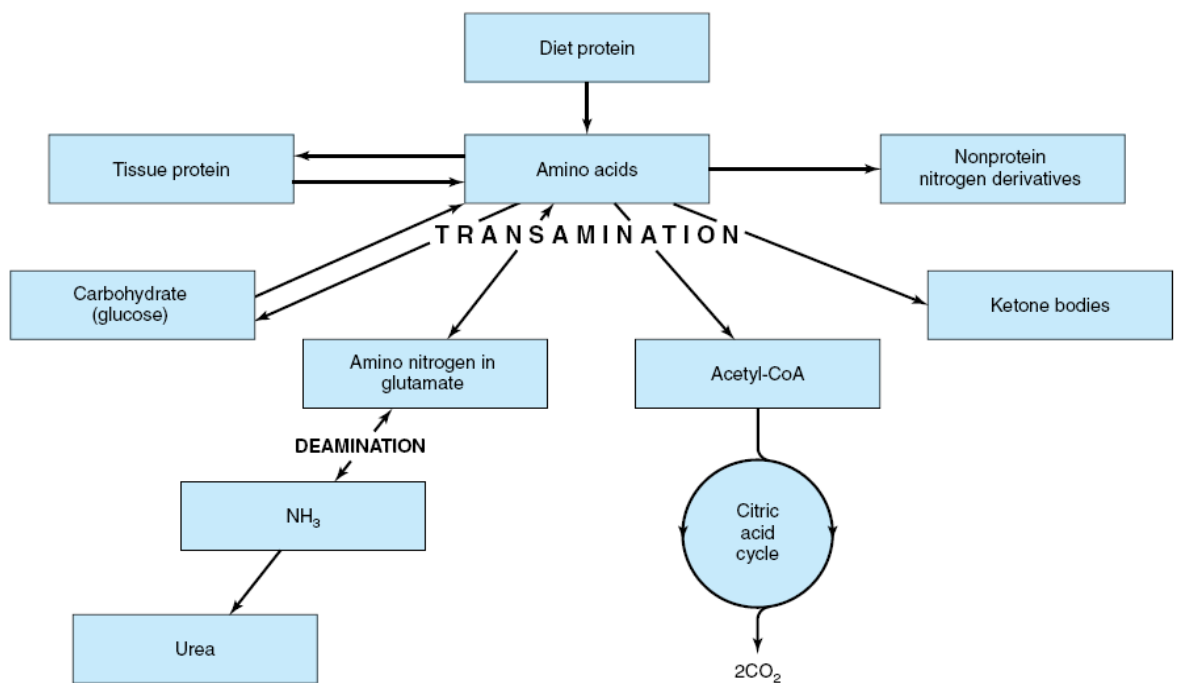 Diet protein
Tissue protein
Amino acids
Nonprotein
nitrogen derivatives
TRANSAMINATION
Carbohydrate
(glucose)
Ketone bodies
Amino nitrogen in
glutamate
Acetyl-CoA
DEAMINATION
NH₃
Citric
acid
cycle
Urea
2CO₂